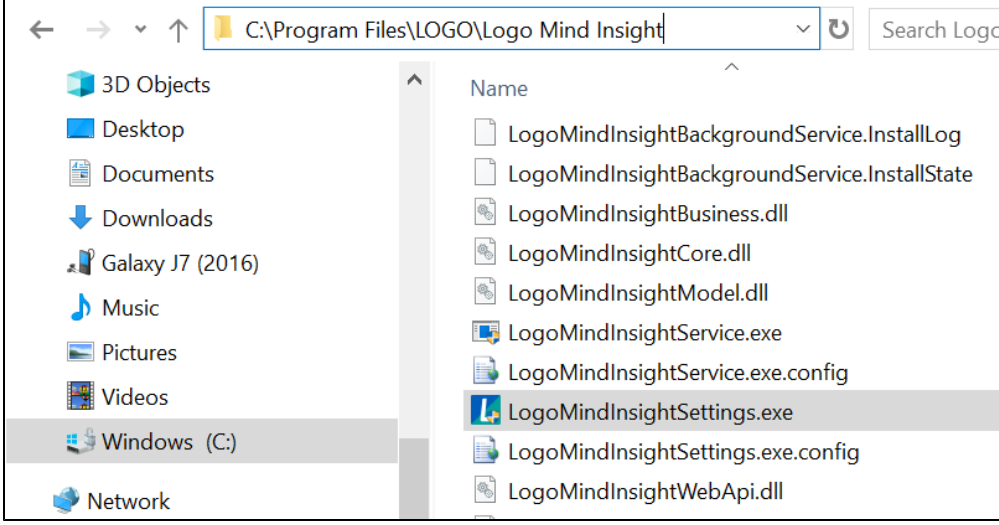 C:\Program Files\LOGO\Logo Mind Insight
Search Logo
3D Objects
Desktop
Documents
Downloads
Galaxy J7 (2016)
Music
Pictures
Videos
Windows (C:)
Network
Name
LogoMindInsightBackgroundService.InstallLog
LogoMindInsightBackgroundService.InstallState
LogoMindInsightBusiness.dll
LogoMindInsightCore.dll
LogoMindInsightModel.dll
LogoMindInsightService.exe
LogoMindInsightService.exe.config
LogoMindInsightSettings.exe
LogoMindInsightSettings.exe.config
LogoMindInsightWebApi.dll